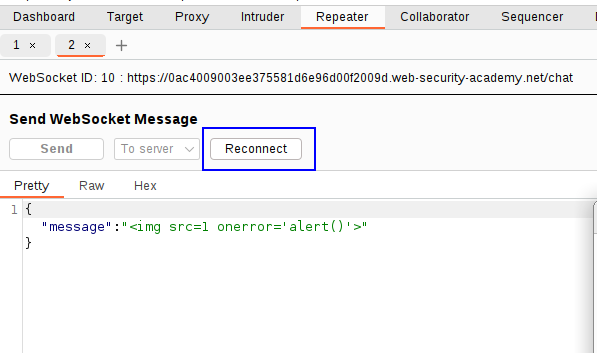 Dashboard Target Proxy Intruder Repeater Collaborator Sequencer
1 × 2 × +
WebSocket ID: 10 : https://0ac4009003ee375581d6e96d00f2009d.web-security-academy.net/chat
Send WebSocket Message
Send To server Reconnect
Pretty Raw Hex
1 {
"message":"<img src=1 onerror='alert()'>"
}